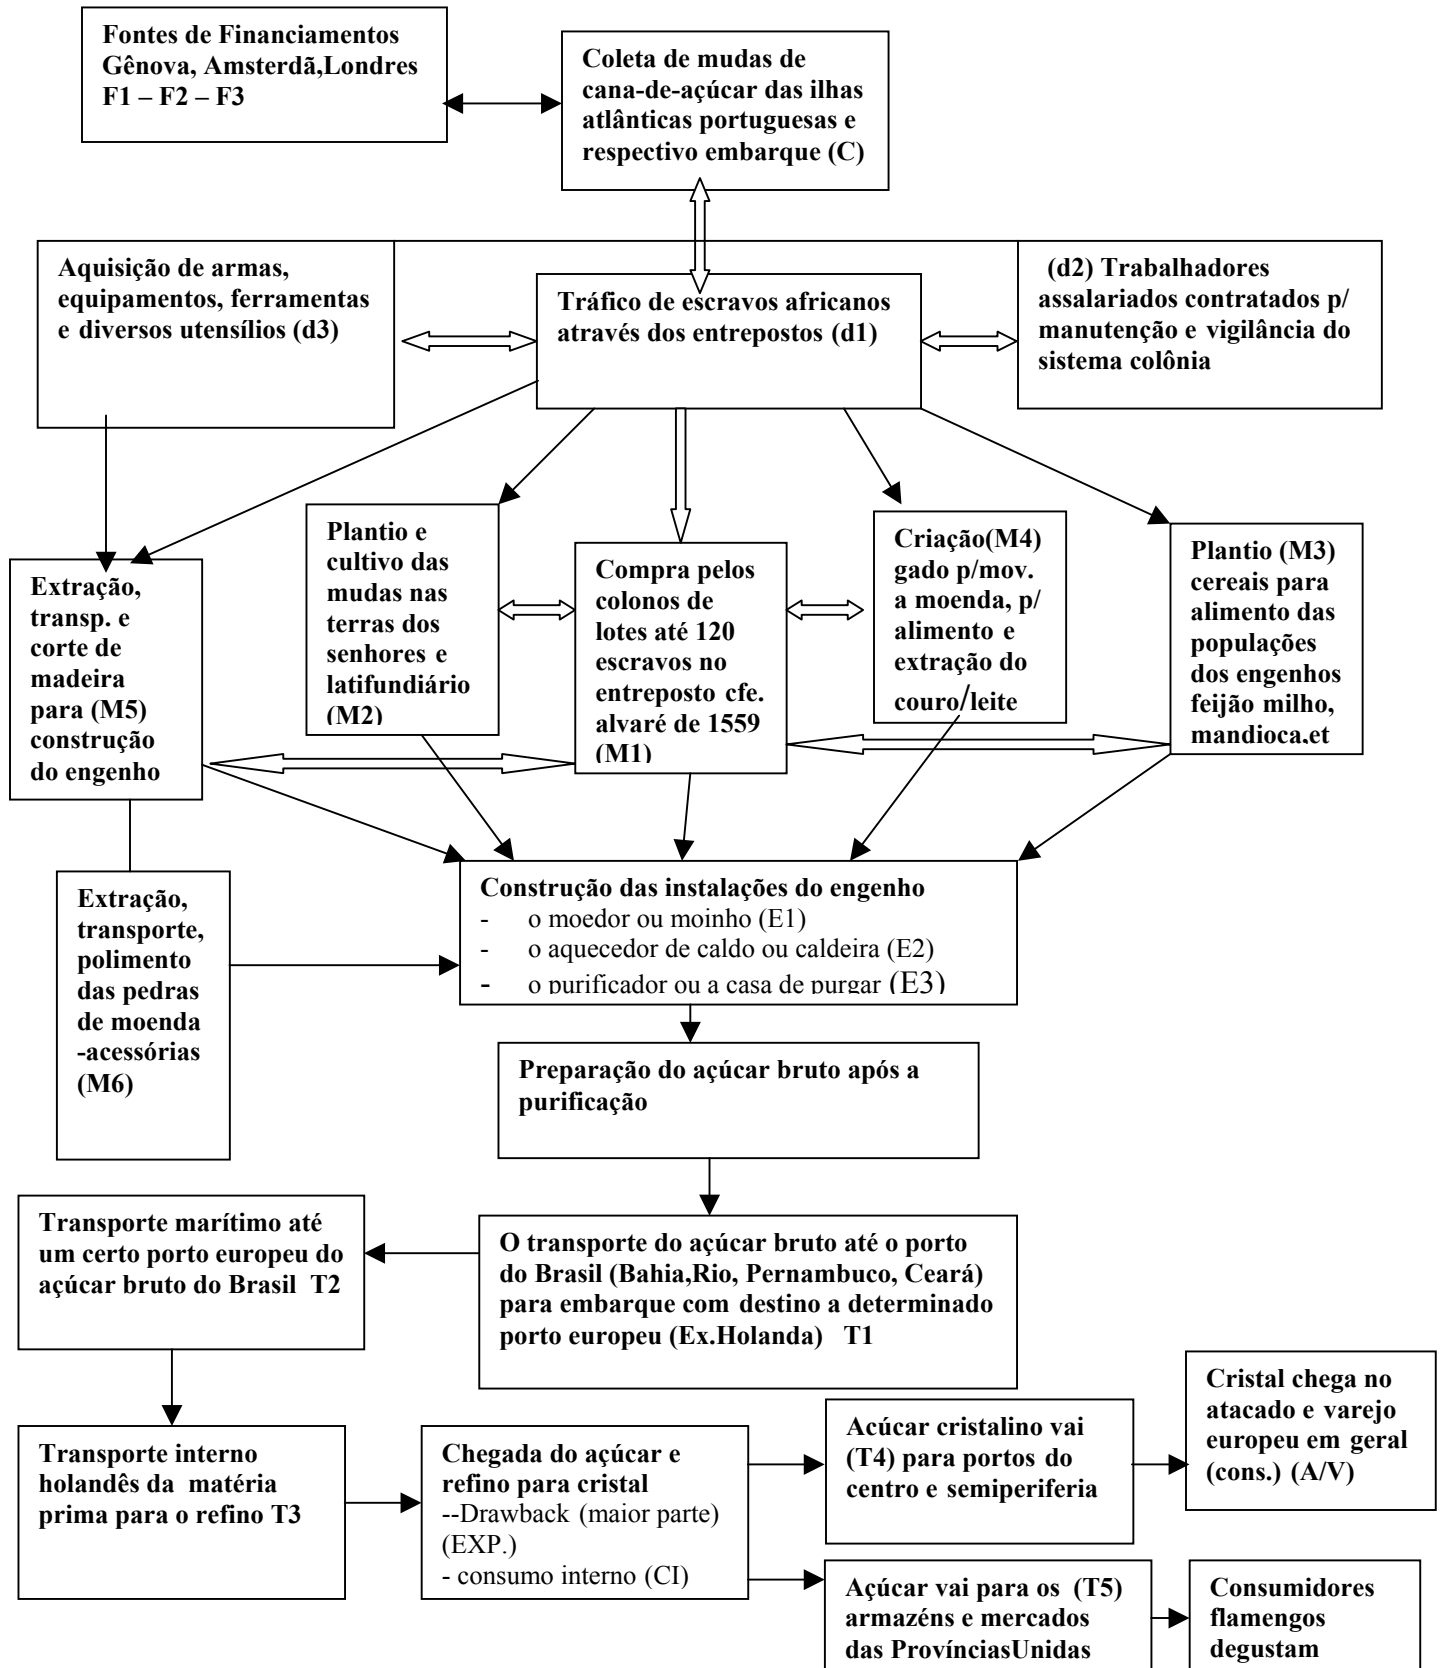 Fontes de Financiamentos
Gênova, Amsterdã,Londres
F1 – F2 – F3
Coleta de mudas de
cana-de-açúcar das ilhas
atlânticas portuguesas e
respectivo embarque (C)
Aquisição de armas,
equipamentos, ferramentas
e diversos utensílios (d3)
Tráfico de escravos africanos
através dos entrepostos (d1)
(d2) Trabalhadores
assalariados contratados p/
manutenção e vigilância do
sistema colônia
Extração,
transp. e
corte de
madeira
para (M5)
construção
do engenho
Plantio e
cultivo das
mudas nas
terras dos
senhores e
latifundiário
(M2)
Compra pelos
colonos de
lotes até 120
escravos no
entreposto cfe.
alvaré de 1559
(M1)
Criação(M4)
gado p/mov.
a moenda, p/
alimento e
extração do
couro/leite
Plantio (M3)
cereais para
alimento das
populações
dos engenhos
feijão milho,
mandioca,et
Extração,
transporte,
polimento
das pedras
de moenda
-acessórias
(M6)
Construção das instalações do engenho
- o moedor ou moinho (E1)
- o aquecedor de caldo ou caldeira (E2)
- o purificador ou a casa de purgar (E3)
Preparação do açúcar bruto após a
purificação
Transporte marítimo até
um certo porto europeu do
açúcar bruto do Brasil T2
O transporte do açúcar bruto até o porto
do Brasil (Bahia,Rio, Pernambuco, Ceará)
para embarque com destino a determinado
porto europeu (Ex.Holanda) T1
Transporte interno
holandês da matéria
prima para o refino T3
Chegada do açúcar e
refino para cristal
--Drawback (maior parte)
(EXP.)
- consumo interno (CI)
Acúcar cristalino vai
(T4) para portos do
centro e semiperiferia
Cristal chega no
atacado e varejo
europeu em geral
(cons.) (A/V)
Açúcar vai para os (T5)
armazéns e mercados
das ProvínciasUnidas
Consumidores
flamengos
degustam